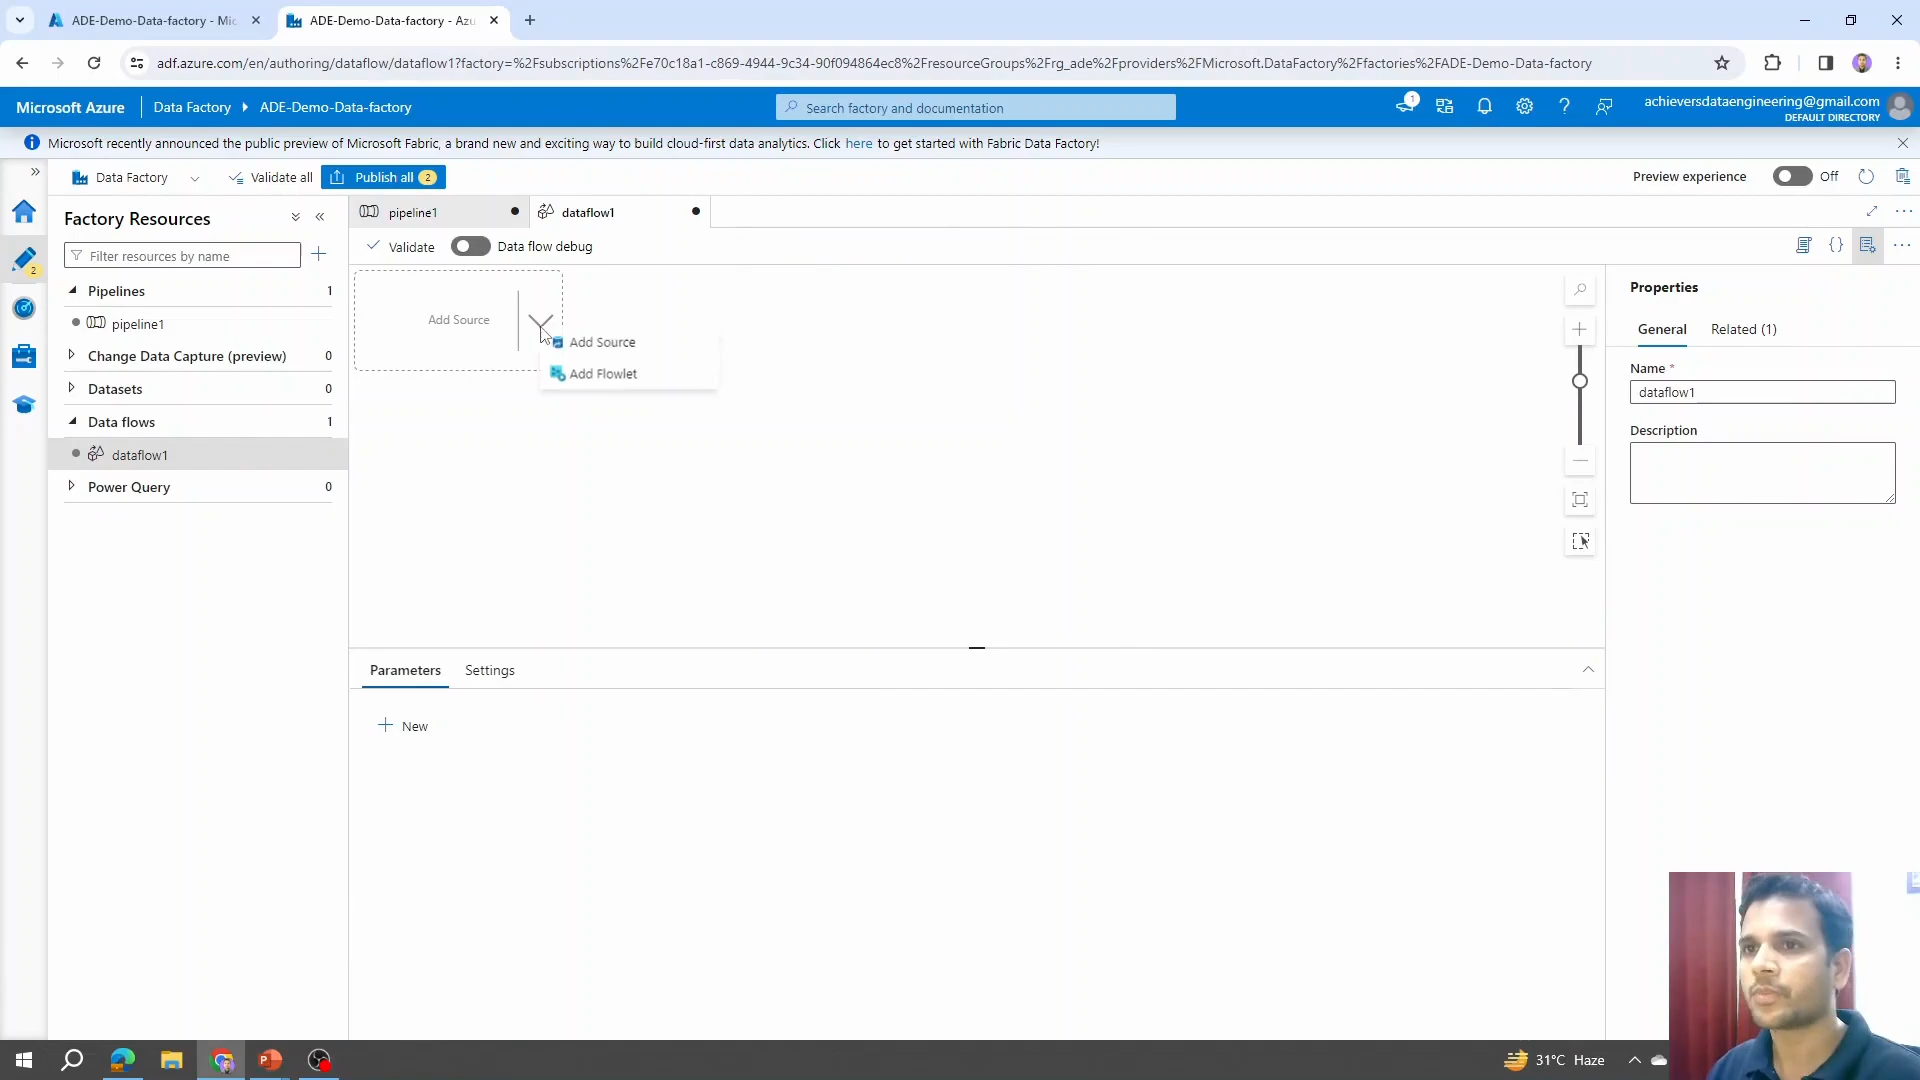 ADE-Demo-Data-factory - Mic
ADE-Demo-Data-factory - Azu
adf.azure.com/en/authoring/dataflow/dataflow1?factory=%2Fsubscriptions%2Fe70c18a1-c869-4944-9c34-90f094864ec8%2FresourceGroups%2Frg_ade%2Fproviders%2FMicrosoft.DataFactory%2Ffactories%2FADE-Demo-Data-factory
Microsoft Azure
Data Factory
ADE-Demo-Data-factory
Search factory and documentation
1
achieversdataengineering@gmail.com
DEFAULT DIRECTORY
Microsoft recently announced the public preview of Microsoft Fabric, a brand new and exciting way to build cloud-first data analytics. Click here to get started with Fabric Data Factory!
Data Factory
Validate all
Publish all 2
Preview experience
Off
Factory Resources
pipeline1
dataflow1
Filter resources by name
Validate
Data flow debug
2
Pipelines 1
pipeline1
Change Data Capture (preview) 0
Datasets 0
Data flows 1
dataflow1
Power Query 0
Add Source
Add Source
Add Flowlet
Properties
General
Related (1)
Name *
dataflow1
Description
Parameters
Settings
New
31°C Haze